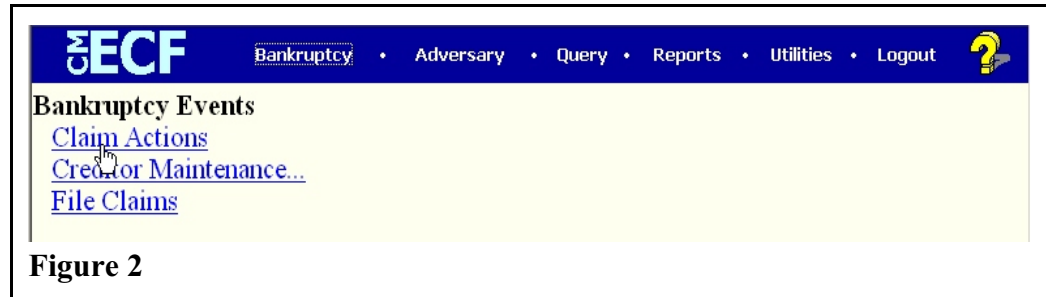 CM ECF Bankruptcy • Adversary • Query • Reports • Utilities • Logout ?
Bankruptcy Events
Claim Actions
Creditor Maintenance...
File Claims
Figure 2